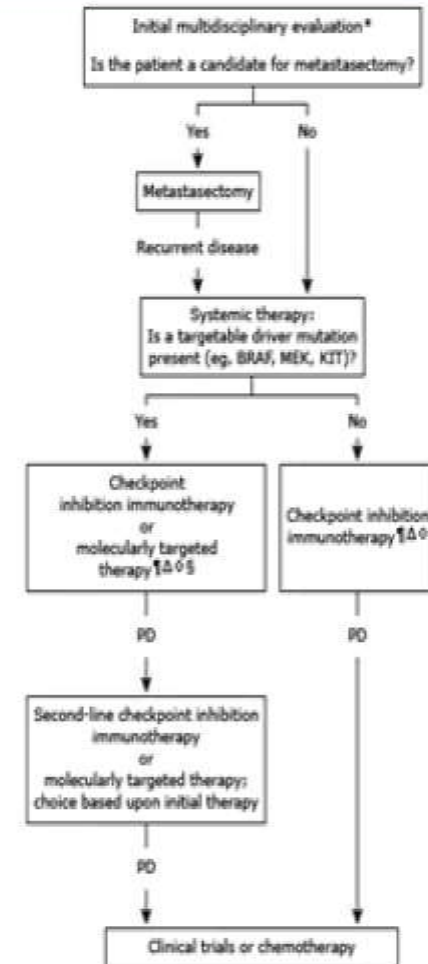 Initial multidisciplinary evaluation*
Is the patient a candidate for metastasectomy?
Yes
No
Metastasectomy
Recurrent disease
Systemic therapy:
Is a targetable driver mutation
present (eg, BRAF, MEK, KIT)?
Yes
No
Checkpoint
inhibition immunotherapy
or
molecularly targeted
therapy¶Δ◊§
Checkpoint inhibition
immunotherapy¶Δ◊
PD
PD
Second-line checkpoint inhibition
immunotherapy
or
molecularly targeted therapy:
choice based upon initial therapy
PD
Clinical trials or chemotherapy